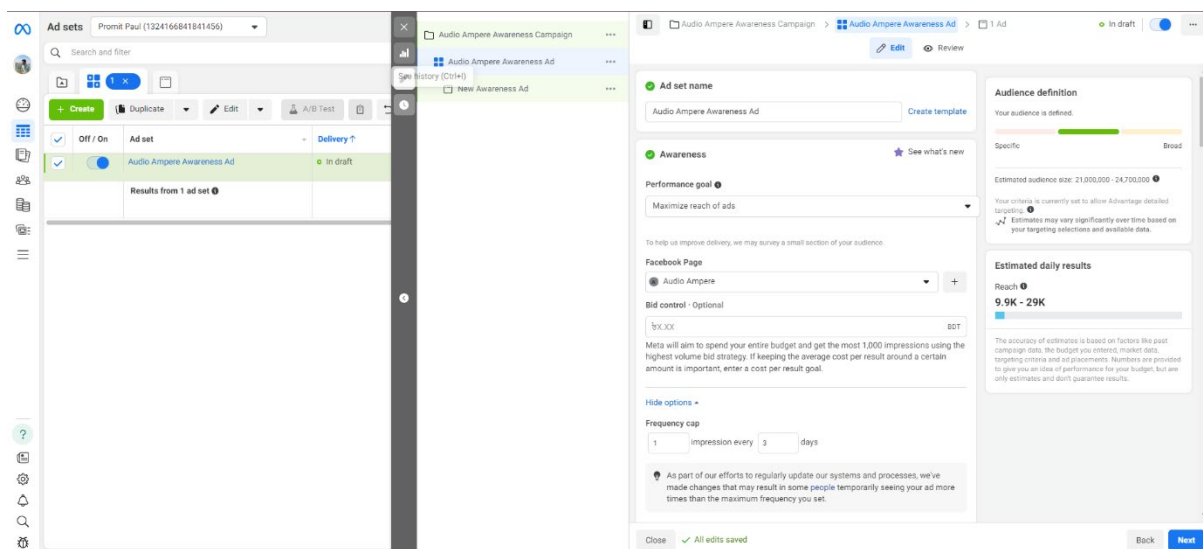 Ad sets
Promit Paul (1324166841841456)
Search and filter
1 ×
+ Create
Duplicate
Edit
A/B Test
Off / On
Ad set
Delivery ↑
Audio Ampere Awareness Ad
In draft
Results from 1 ad set
Audio Ampere Awareness Campaign
...
Audio Ampere Awareness Ad
...
See history (Ctrl+I)
New Awareness Ad
...
Audio Ampere Awareness Campaign > Audio Ampere Awareness Ad > 1 Ad
In draft
...
Edit
Review
Ad set name
Audio Ampere Awareness Ad
Create template
Awareness
See what's new
Performance goal
Maximize reach of ads
To help us improve delivery, we may survey a small section of your audience.
Facebook Page
Audio Ampere
+
Bid control · Optional
৳X.XX
BDT
Meta will aim to spend your entire budget and get the most 1,000 impressions using the
highest volume bid strategy. If keeping the average cost per result around a certain
amount is important, enter a cost per result goal.
Hide options
Frequency cap
1 impression every 3 days
As part of our efforts to regularly update our systems and processes, we've
made changes that may result in some people temporarily seeing your ad more
times than the maximum frequency you set.
Close
All edits saved
Back
Next
Audience definition
Your audience is defined.
Specific
Broad
Estimated audience size: 21,000,000 - 24,700,000
Your criteria is currently set to allow Advantage detailed
targeting.
Estimates may vary significantly over time based on
your targeting selections and available data.
Estimated daily results
Reach
9.9K - 29K
The accuracy of estimates is based on factors like past
campaign data, the budget you entered, market data,
targeting criteria and ad placements. Numbers are provided
to give you an idea of performance for your budget, but are
only estimates and don't guarantee results.